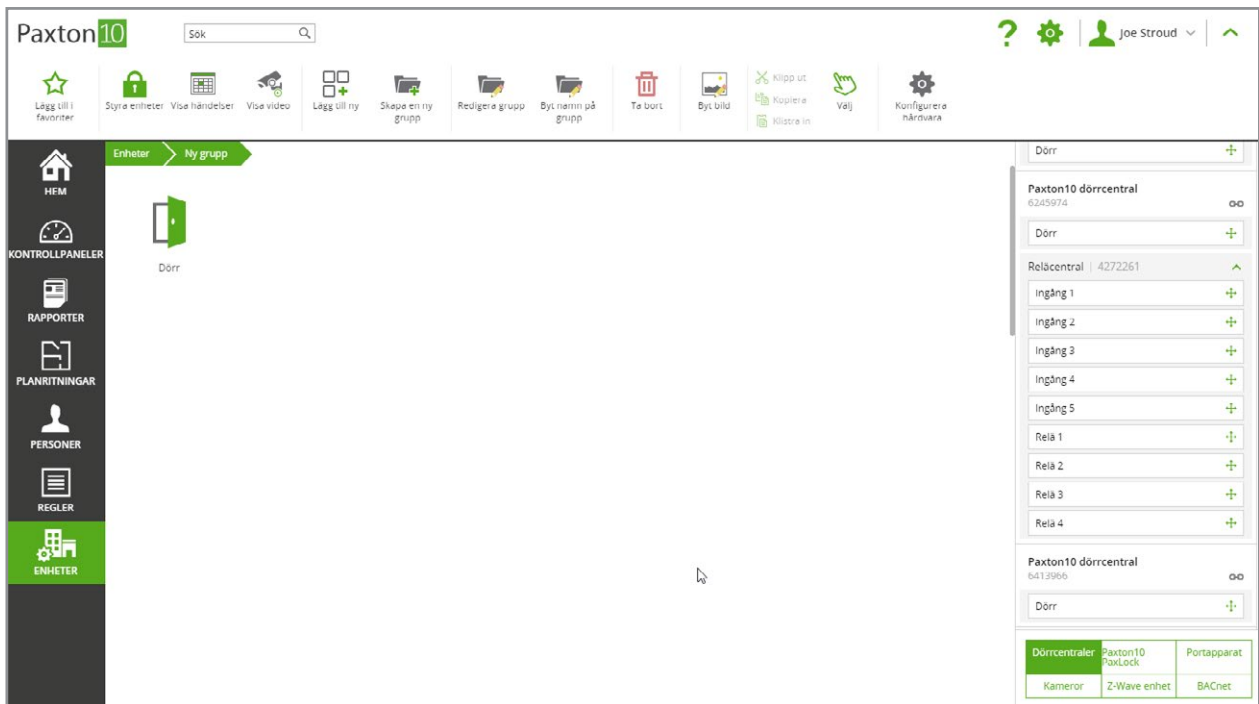 Paxton10
Sök
?
Joe Stroud
Lägg till i
favoriter
Styra enheter
Visa händelser
Visa video
Lägg till ny
Skapa en ny
grupp
Redigera grupp
Byt namn på
grupp
Ta bort
Byt bild
Klipp ut
Kopiera
Klistra in
Välj
Konfigurera
hårdvara
HEM
KONTROLLPANELER
RAPPORTER
PLANRITNINGAR
PERSONER
REGLER
ENHETER
Enheter
Ny grupp
Dörr
Dörr
Paxton10 dörrcentral
6245974
Dörr
Reläcentral | 4272261
Ingång 1
Ingång 2
Ingång 3
Ingång 4
Ingång 5
Relä 1
Relä 2
Relä 3
Relä 4
Paxton10 dörrcentral
6413966
Dörr
Dörrcentraler
Paxton10
PaxLock
Portapparat
Kameror
Z-Wave enhet
BACnet